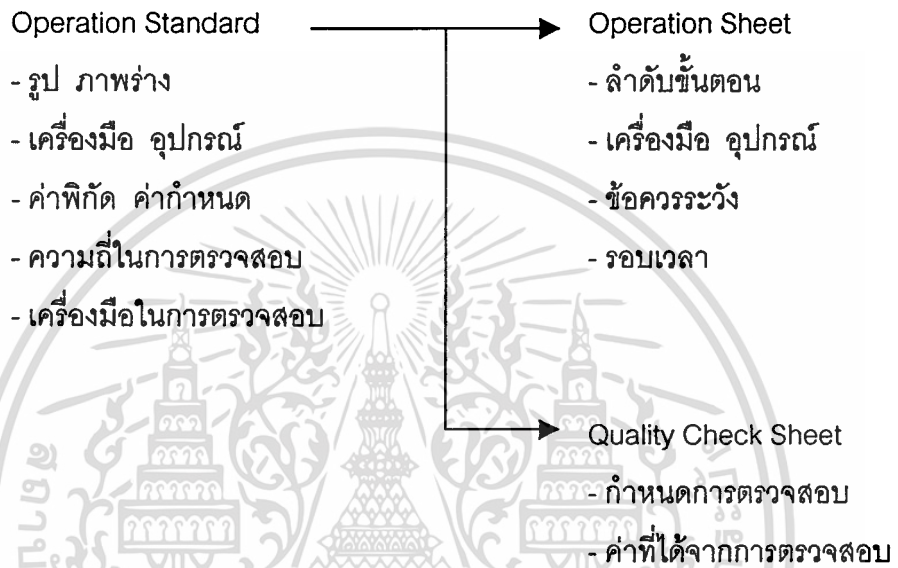 Operation Standard
- รูป ภาพร่าง
- เครื่องมือ อุปกรณ์
- ค่าพิกัด ค่ากำหนด
- ความถี่ในการตรวจสอบ
- เครื่องมือในการตรวจสอบ
Operation Sheet
- ลำดับขั้นตอน
- เครื่องมือ อุปกรณ์
- ข้อควรระวัง
- รอบเวลา
Quality Check Sheet
- กำหนดการตรวจสอบ
- ค่าที่ได้จากการตรวจสอบ